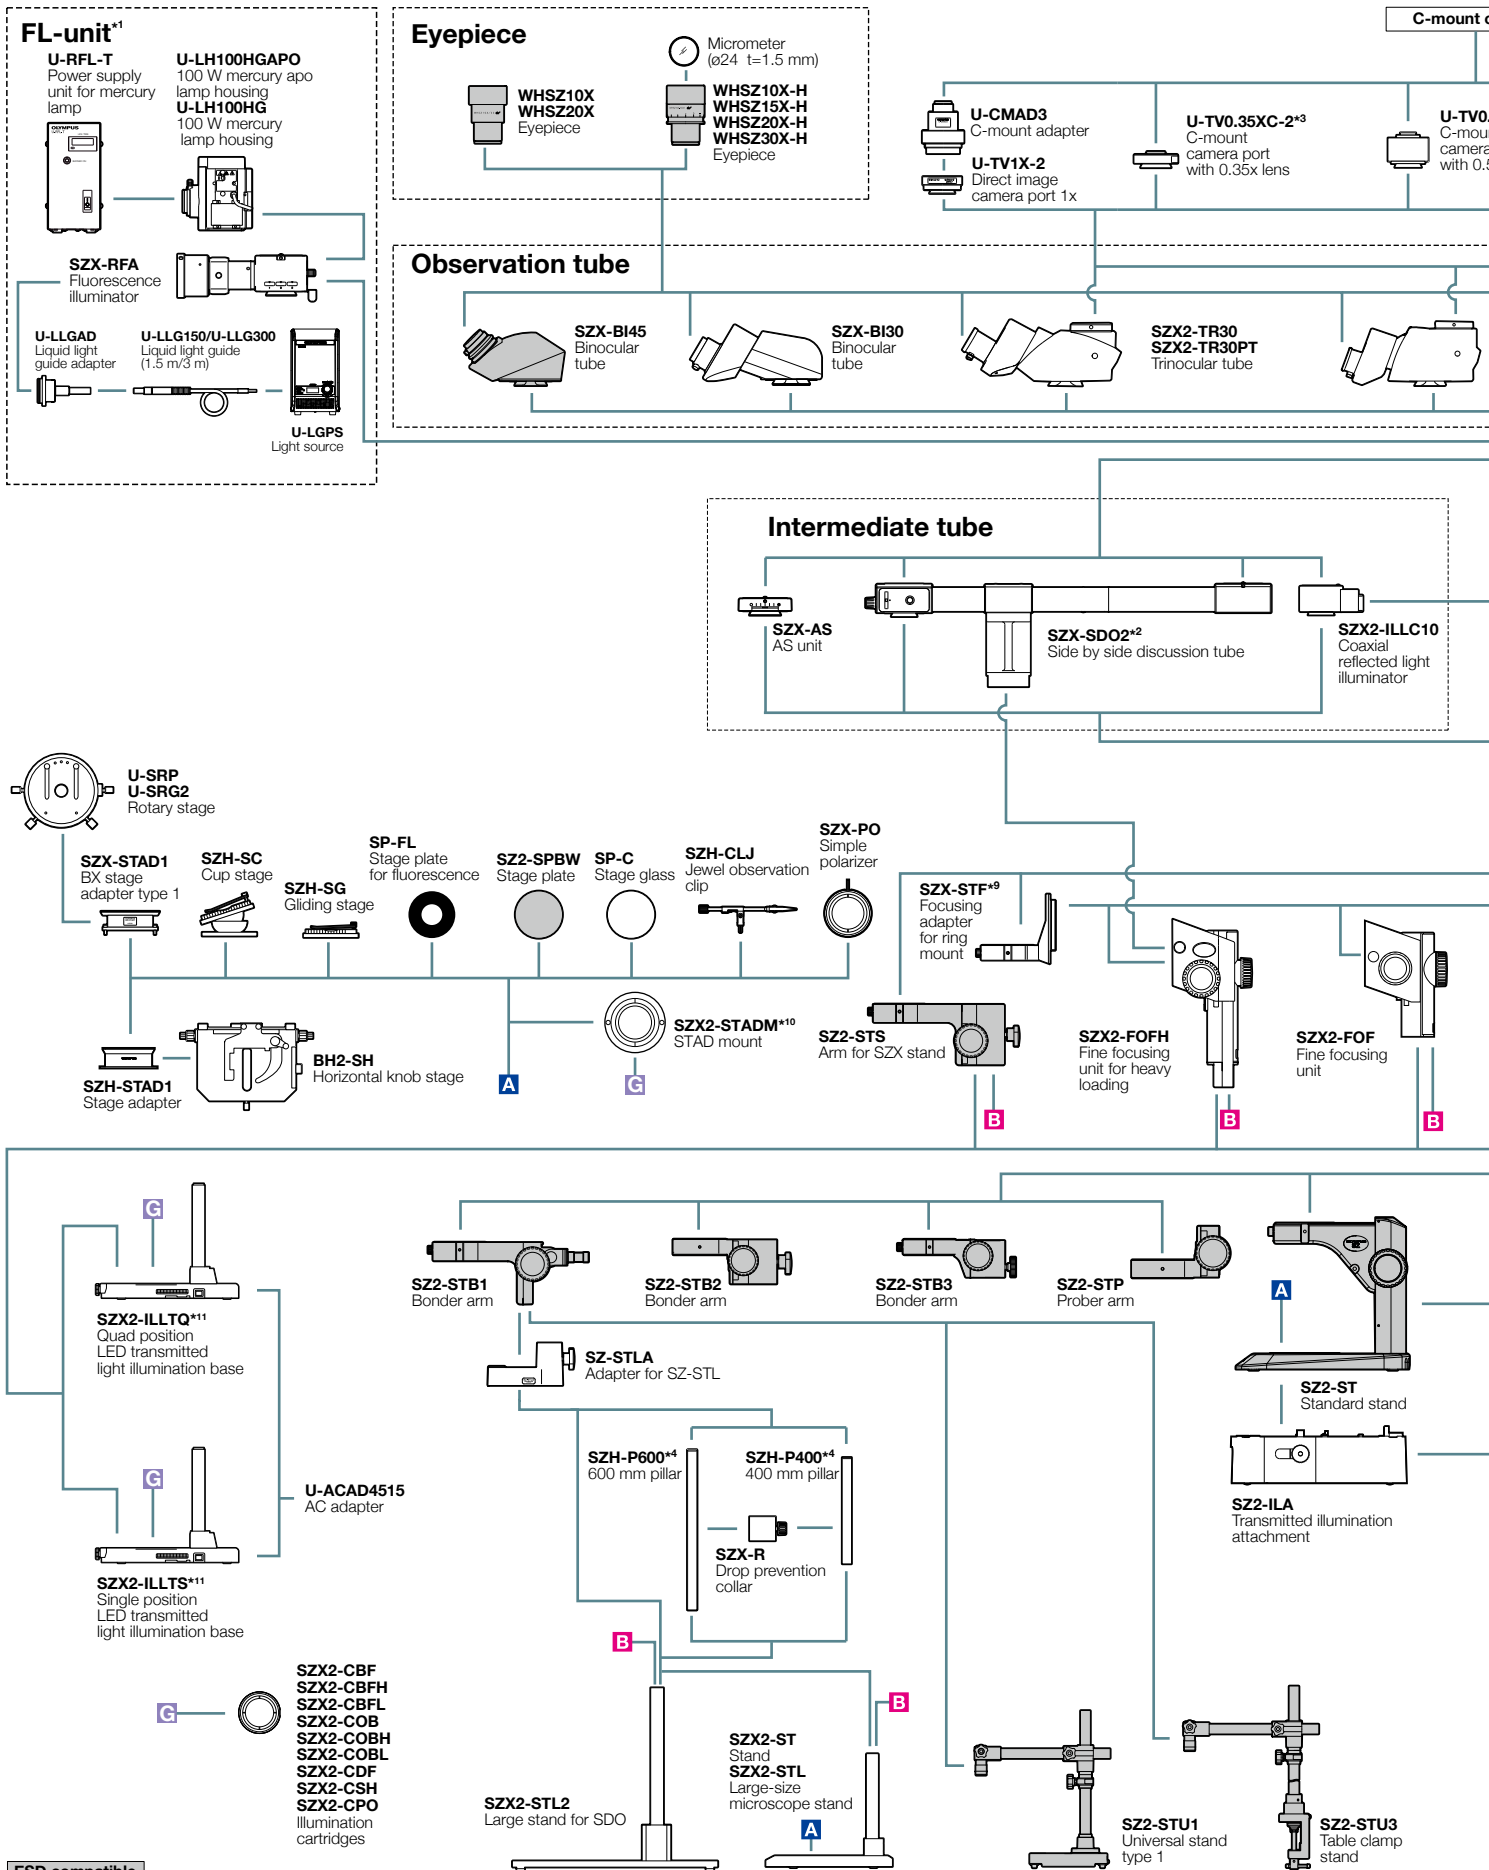 FL-unit*1
U-RFL-T
Power supply
unit for mercury
lamp
U-LH100HGAPO
100 W mercury apo
lamp housing
U-LH100HG
100 W mercury
lamp housing
OLYMPUS
SZX-RFA
Fluorescence
illuminator
U-LLGAD
Liquid light
guide adapter
U-LLG150/U-LLG300
Liquid light guide
(1.5 m/3 m)
U-LGPS
Light source
Eyepiece
WHSZ10X
WHSZ20X
Eyepiece
Micrometer
(ø24 t=1.5 mm)
WHSZ10X-H
WHSZ15X-H
WHSZ20X-H
WHSZ30X-H
Eyepiece
C-mount c
U-CMAD3
C-mount adapter
U-TV1X-2
Direct image
camera port 1x
U-TV0.35XC-2*3
C-mount
camera port
with 0.35x lens
U-TV0.
C-moun
camera
with 0.5
Observation tube
SZX-BI45
Binocular
tube
SZX-BI30
Binocular
tube
SZX2-TR30
SZX2-TR30PT
Trinocular tube
Intermediate tube
SZX-AS
AS unit
SZX-SDO2*2
Side by side discussion tube
SZX2-ILLC10
Coaxial
reflected light
illuminator
U-SRP
U-SRG2
Rotary stage
SZX-STAD1
BX stage
adapter type 1
SZH-SC
Cup stage
SZH-SG
Gliding stage
SP-FL
Stage plate
for fluorescence
SZ2-SPBW
Stage plate
SP-C
Stage glass
SZH-CLJ
Jewel observation
clip
SZX-PO
Simple
polarizer
SZX-STF*9
Focusing
adapter
for ring
mount
SZH-STAD1
Stage adapter
BH2-SH
Horizontal knob stage
A
SZX2-STADM*10
STAD mount
G
SZ2-STS
Arm for SZX stand
B
SZX2-FOFH
Fine focusing
unit for heavy
loading
B
SZX2-FOF
Fine focusing
unit
B
G
SZX2-ILLTQ*11
Quad position
LED transmitted
light illumination base
G
SZX2-ILLTS*11
Single position
LED transmitted
light illumination base
U-ACAD4515
AC adapter
SZ2-STB1
Bonder arm
SZ2-STB2
Bonder arm
SZ2-STB3
Bonder arm
SZ2-STP
Prober arm
A
SZ2-ST
Standard stand
SZ2-ILA
Transmitted illumination
attachment
SZ-STLA
Adapter for SZ-STL
SZH-P600*4
600 mm pillar
SZH-P400*4
400 mm pillar
SZX-R
Drop prevention
collar
G
SZX2-CBF
SZX2-CBFH
SZX2-CBFL
SZX2-COB
SZX2-COBH
SZX2-COBL
SZX2-CDF
SZX2-CSH
SZX2-CPO
Illumination
cartridges
B
SZX2-STL2
Large stand for SDO
B
SZX2-ST
Stand
SZX2-STL
Large-size
microscope stand
A
SZ2-STU1
Universal stand
type 1
SZ2-STU3
Table clamp
stand
ESD compatible